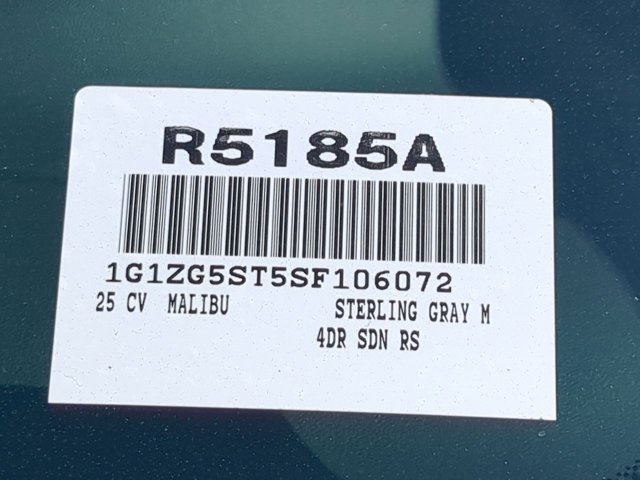 R5185A
1G1ZG5ST5SF106072
25 CV MALIBU STERLING GRAY M
4DR SDN RS